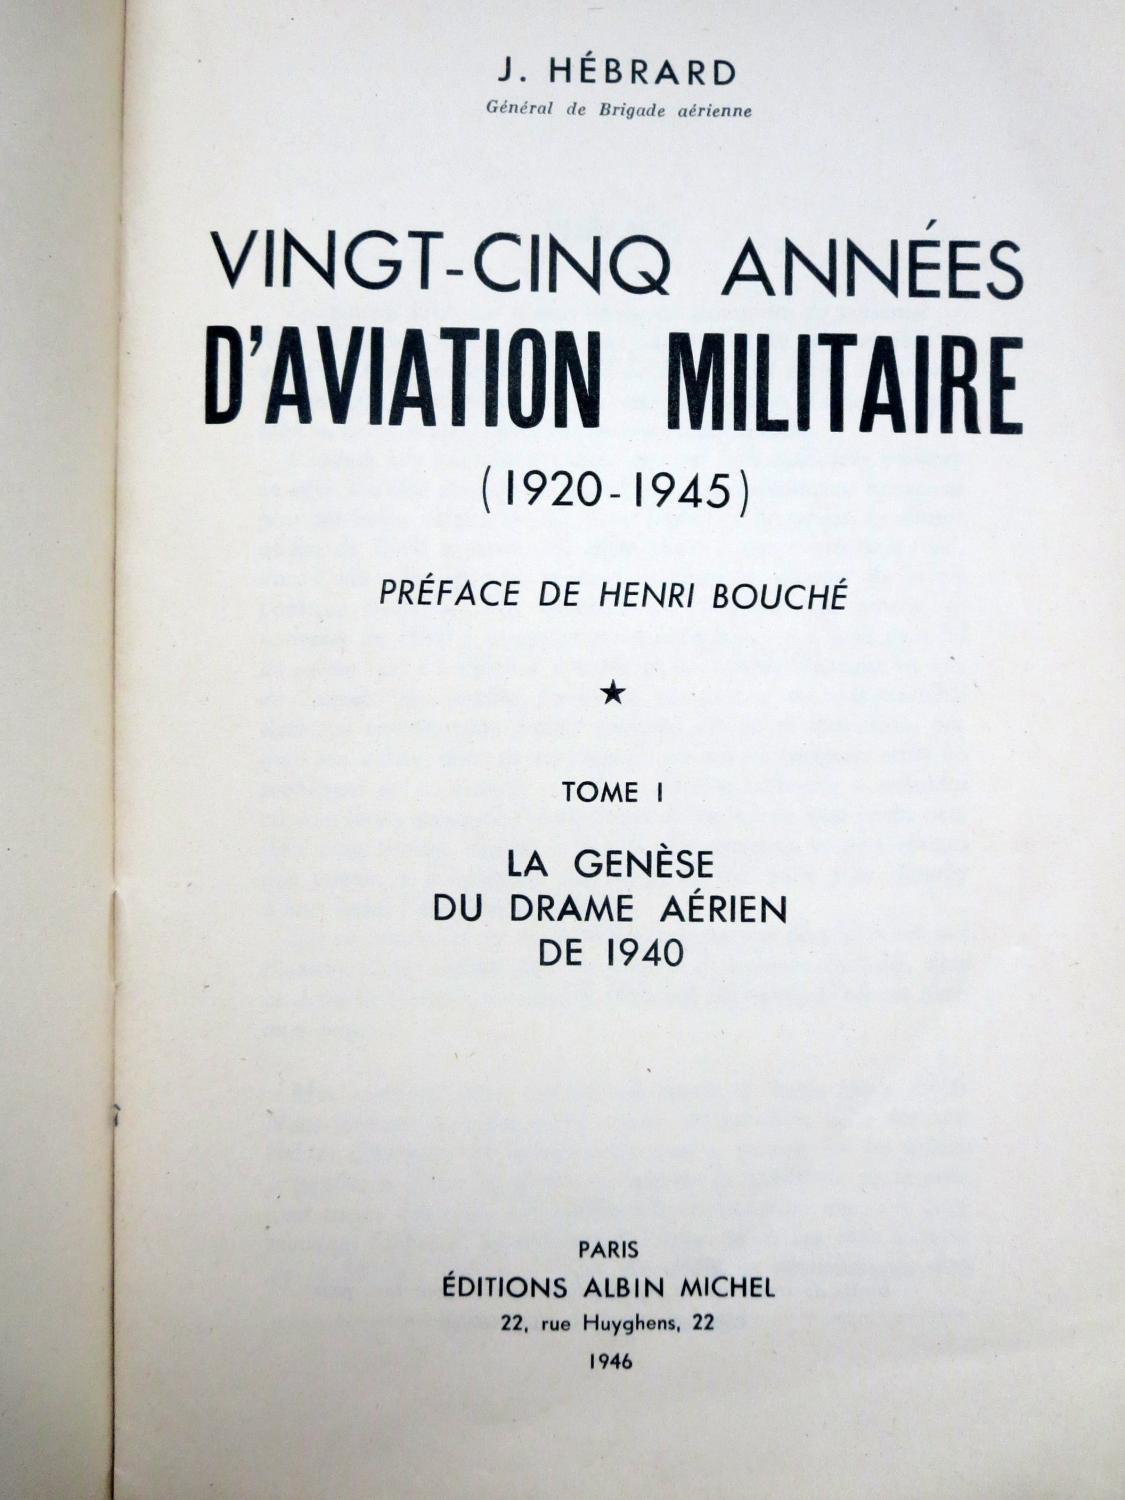 J. HÉBRARD
Général de Brigade aérienne
VINGT-CINQ ANNÉES
D'AVIATION MILITAIRE
(1920-1945)
PRÉFACE DE HENRI BOUCHÉ
★
TOME I
LA GENÈSE
DU DRAME AÉRIEN
DE 1940
PARIS
ÉDITIONS ALBIN MICHEL
22, rue Huyghens, 22
1946